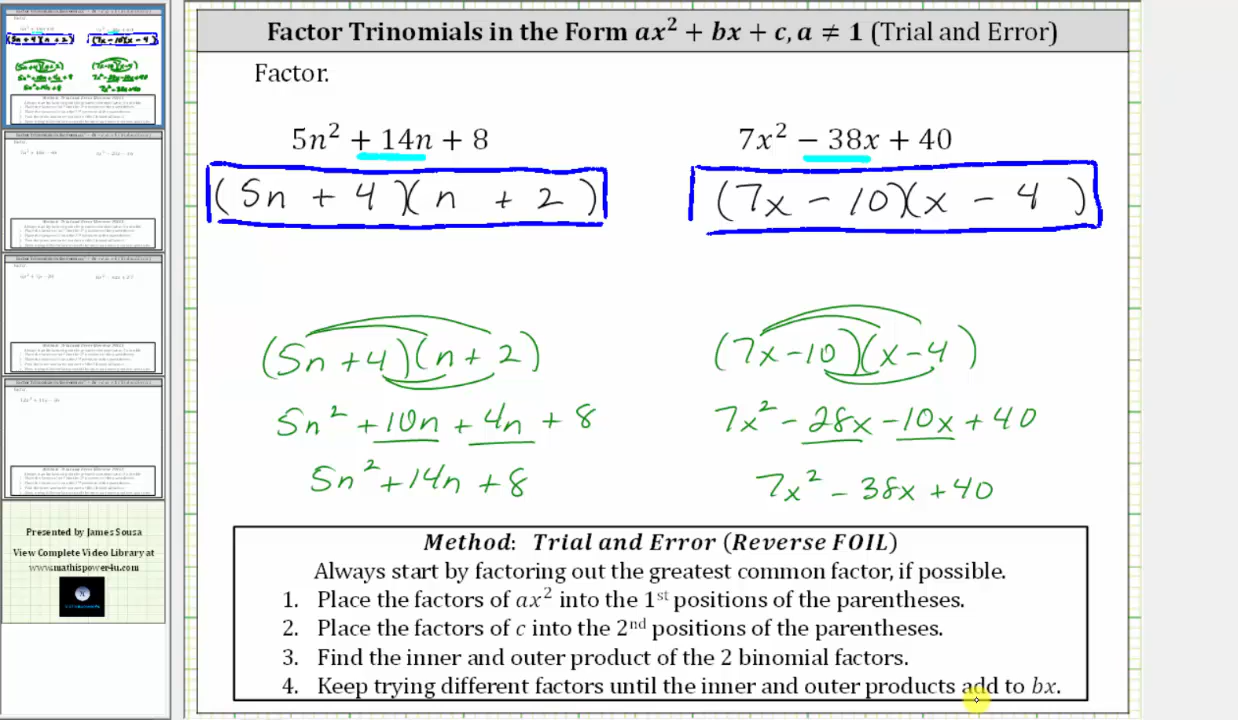 Factor Trinomials in the Form ax² + bx + c, a ≠ 1 (Trial and Error)
Factor.
5n² + 14n + 8
7x² − 38x + 40
(5n + 4)(n + 2)
(7x − 10)(x − 4)
(5n + 4)(n + 2)
(7x − 10)(x − 4)
5n² + 10n + 4n + 8
7x² − 28x − 10x + 40
5n² + 14n + 8
7x² − 38x + 40
Method: Trial and Error (Reverse FOIL)
Always start by factoring out the greatest common factor, if possible.
1. Place the factors of ax² into the 1st positions of the parentheses.
2. Place the factors of c into the 2nd positions of the parentheses.
3. Find the inner and outer product of the 2 binomial factors.
4. Keep trying different factors until the inner and outer products add to bx.
Presented by James Sousa
View Complete Video Library at
www.mathispower4u.com